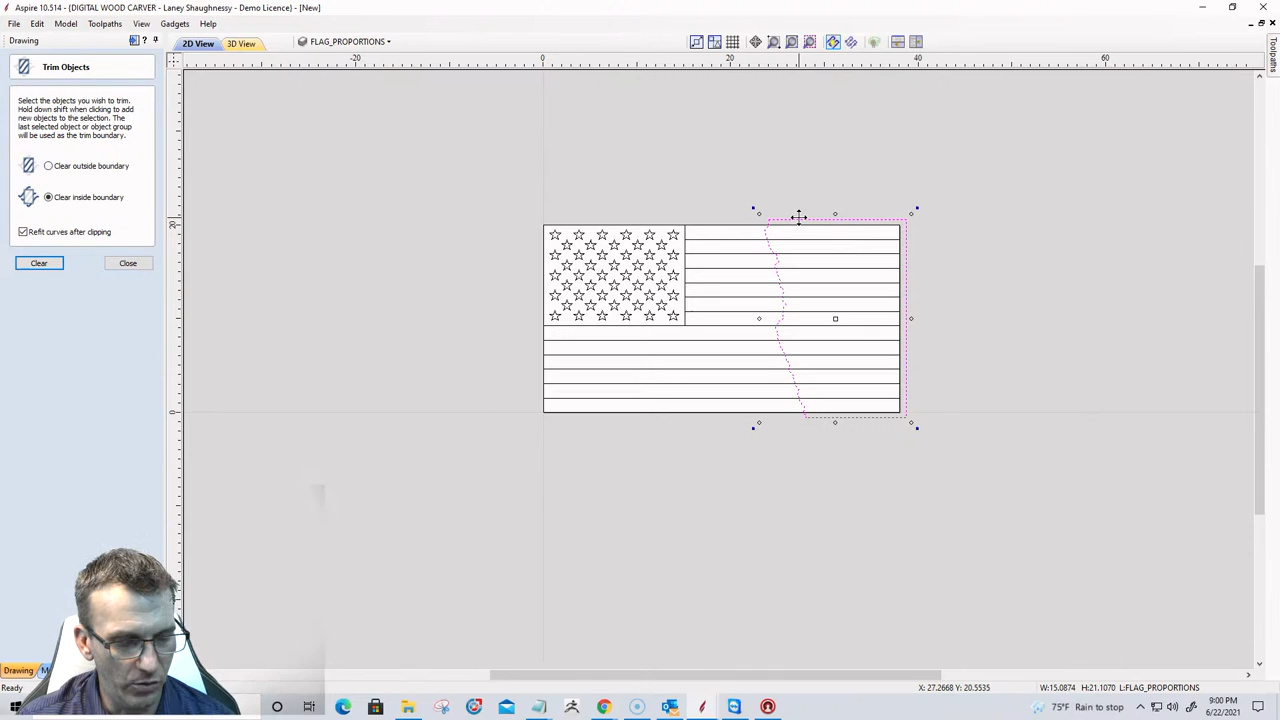 Aspire 10.514 - {DIGITAL WOOD CARVER - Laney Shaughnessy - Demo Licence} - [New]
File Edit Model Toolpaths View Gadgets Help
Drawing ?
2D View 3D View FLAG_PROPORTIONS
Trim Objects
-20 0 20 40 60
Select the objects you wish to trim.
Hold down shift when clicking to add
new objects to the selection. The
last selected object or object group
will be used as the trim boundary.
Clear outside boundary
Clear inside boundary
Refit curves after clipping
Clear Close
20
0
Toolpaths
Drawing
Ready X: 27.2668 Y: 20.5535 W:15.0874 H:21.1070 L:FLAG_PROPORTIONS
75°F Rain to stop
9:00 PM
6/22/2021